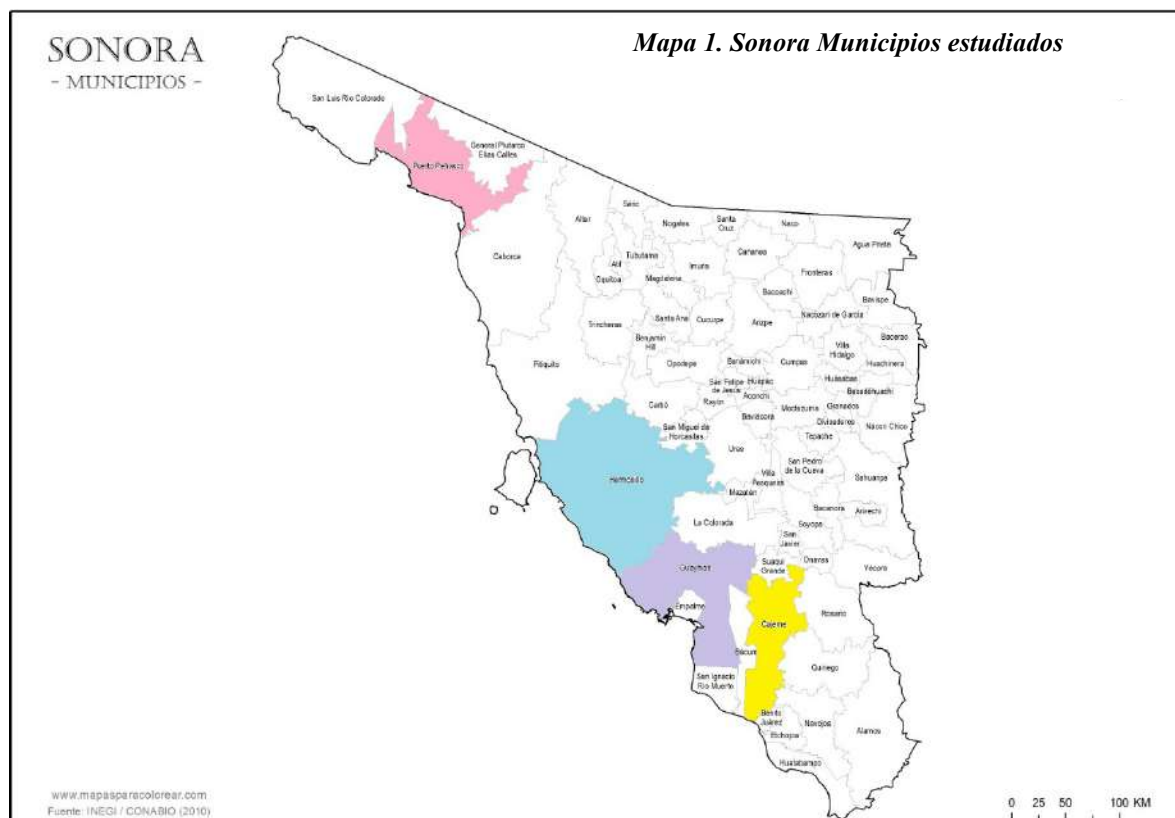 SONORA
- MUNICIPIOS -
Mapa 1. Sonora Municipios estudiados
San Luis Río Colorado
General Plutarco
Elías Calles
Puerto Peñasco
Caborca
Altar
Saric
Nogales
Santa
Cruz
Naco
Agua Prieta
Cananea
Fronteras
Tubutama
Atil
Imuris
Oquitoa
Magdalena
Bacoachi
Bavispe
Nacozari de García
Trincheras
Santa Ana
Cucurpe
Arizpe
Bacerac
Benjamín
Hill
Villa
Hidalgo
Pitiquito
Opodepe
Banámichi
Cumpas
Huachinera
San Felipe
de Jesús
Huépac
Huásabas
Carbó
Rayón
Aconchi
Moctezuma
Granados
Baviácora
Divisaderos
Nácori Chico
San Miguel de
Horcasitas
Tepache
Ures
San Pedro
de la Cueva
Villa
Pesqueira
Sahuaripa
Hermosillo
Mazatán
Bacanora
Arivechi
La Colorada
Soyopa
San
Javier
Guaymas
Suaqui
Grande
Onavas
Yécora
Empalme
Rosario
Cajeme
Bácum
Quiriego
San Ignacio
Río Muerto
Benito
Juárez
Navojoa
Etchojoa
Alamos
Huatabampo
www.mapasparacolorear.com
Fuente: INEGI / CONABIO (2010)
0 25 50 100 KM